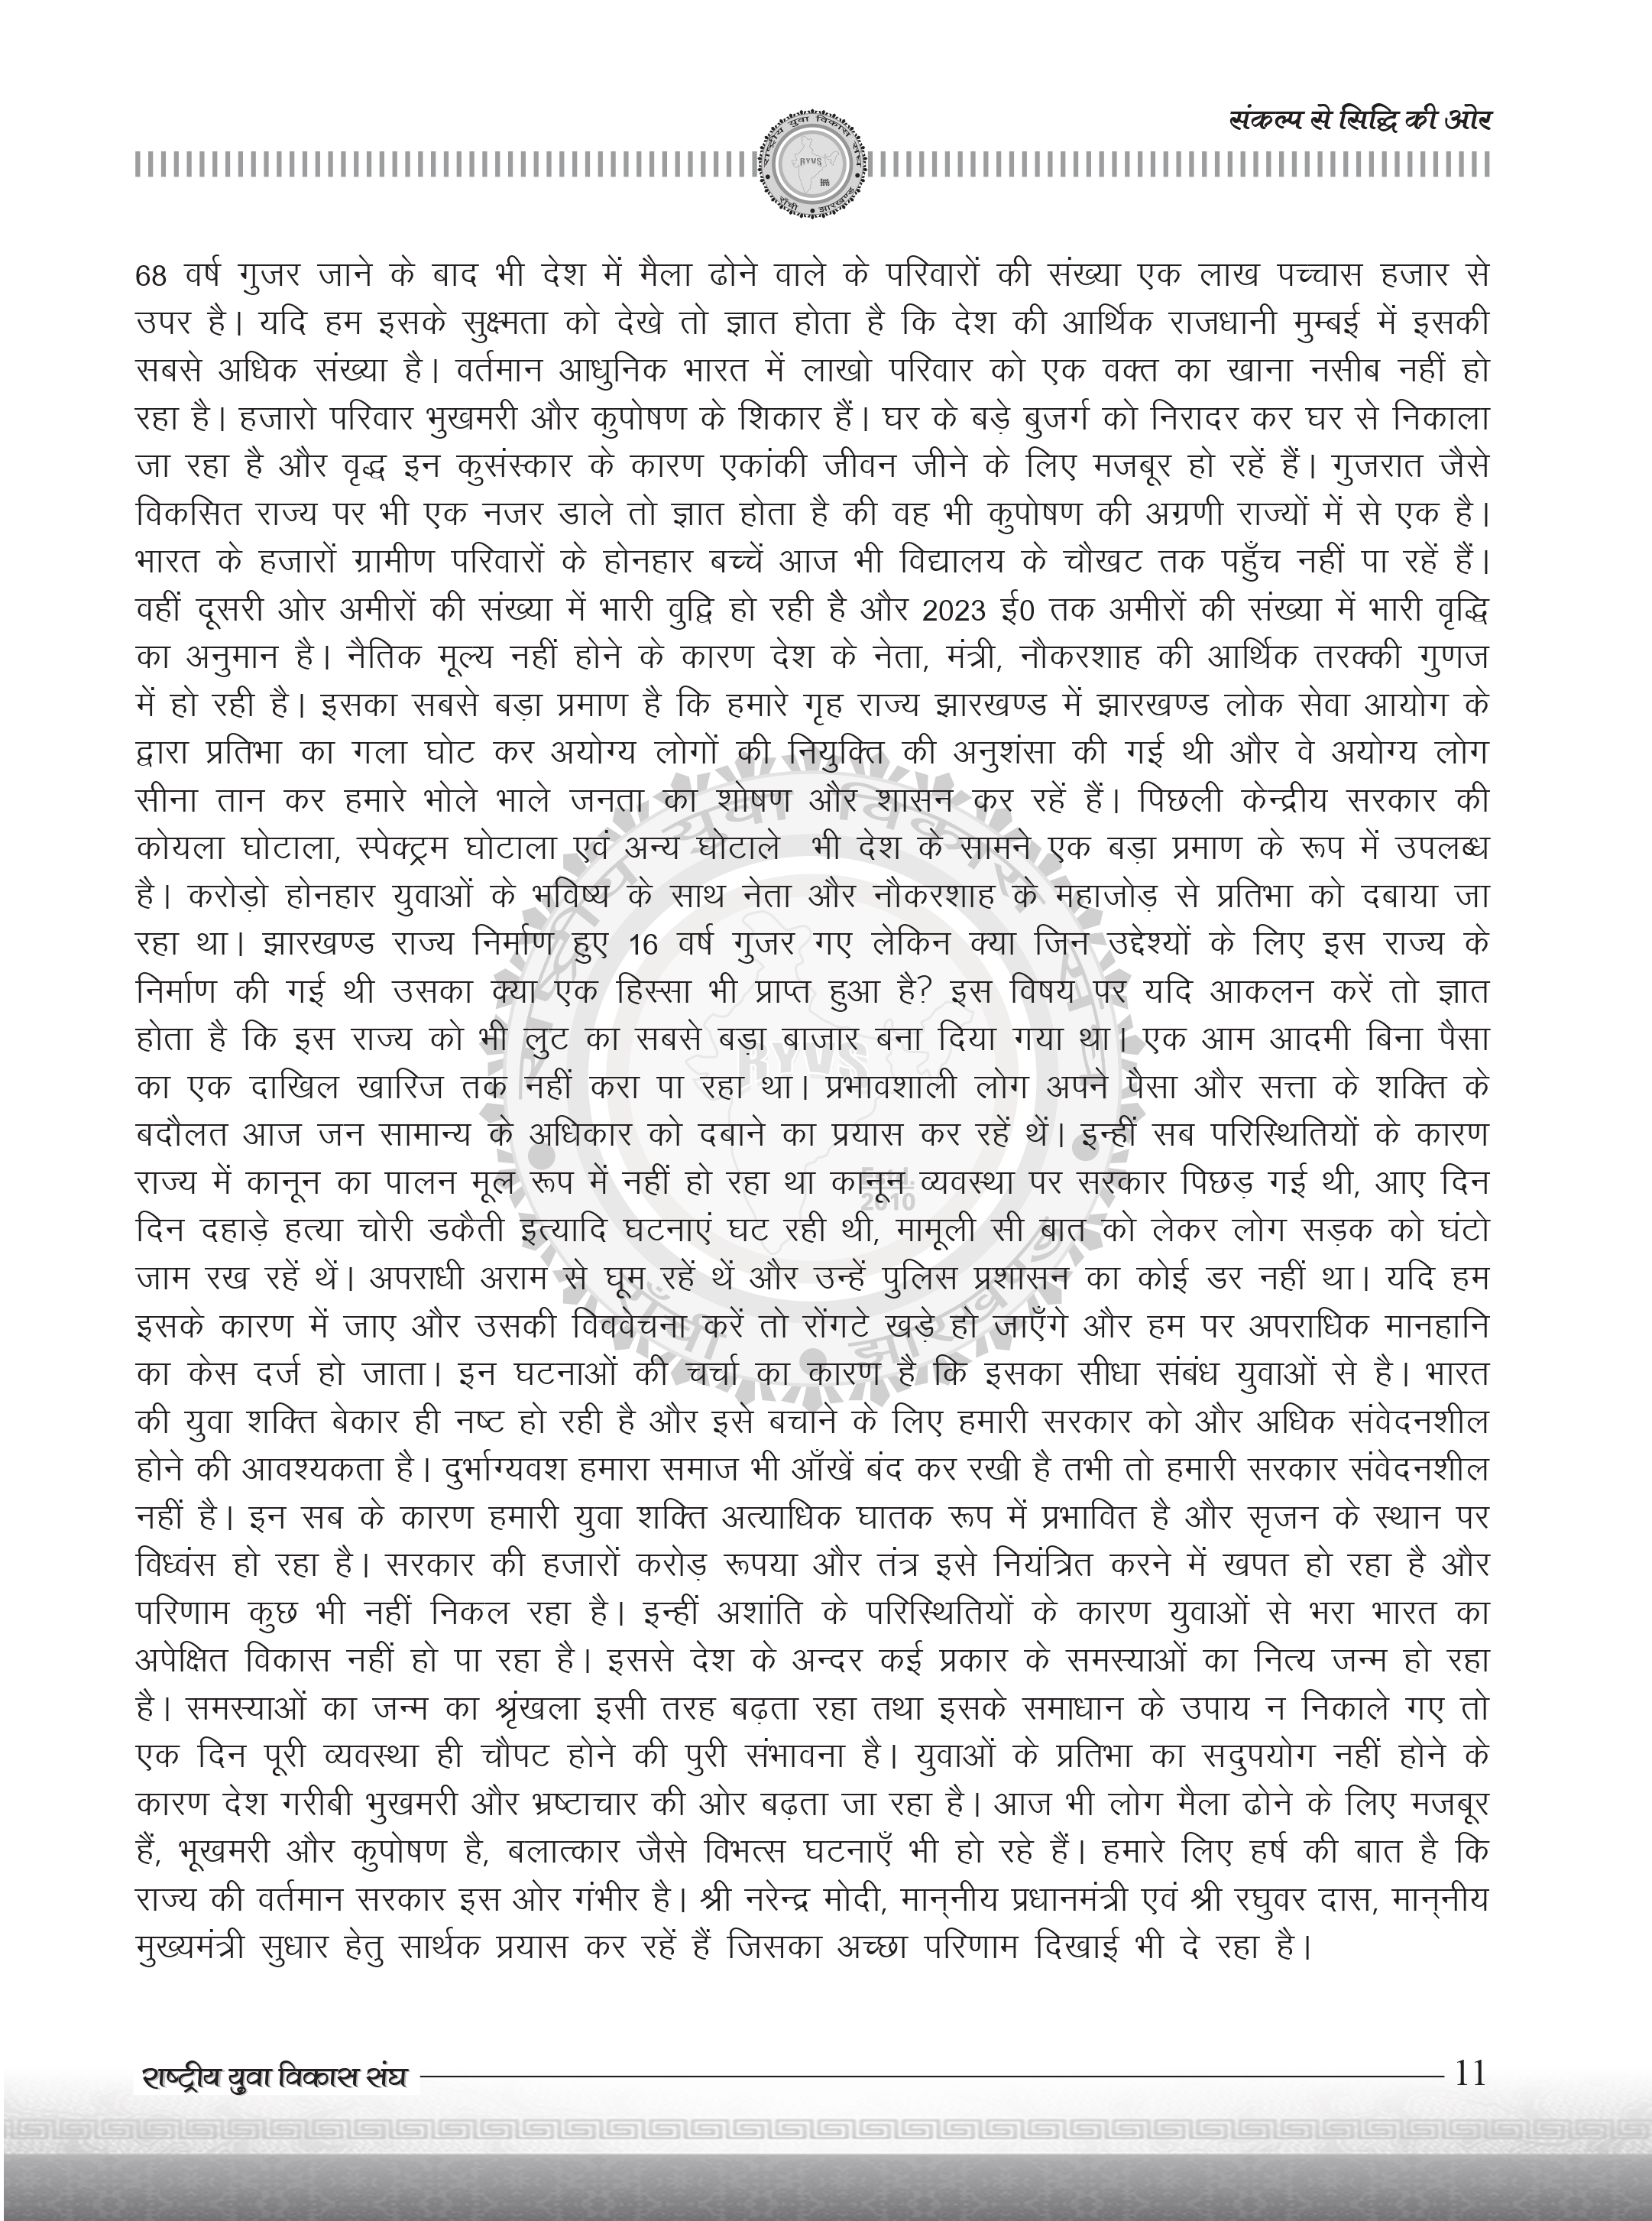 संकल्प से सिद्धि की ओर
राष्ट्रीय युवा विकास संघ
RYVS
राँची • झारखण्ड
68 वर्ष गुजर जाने के बाद भी देश में मैला ढोने वाले के परिवारों की संख्या एक लाख पच्चास हजार से
उपर है। यदि हम इसके सुक्ष्मता को देखे तो ज्ञात होता है कि देश की आर्थिक राजधानी मुम्बई में इसकी
सबसे अधिक संख्या है। वर्तमान आधुनिक भारत में लाखो परिवार को एक वक्त का खाना नसीब नहीं हो
रहा है। हजारो परिवार भुखमरी और कुपोषण के शिकार हैं। घर के बड़े बुजर्ग को निरादर कर घर से निकाला
जा रहा है और वृद्ध इन कुसंस्कार के कारण एकांकी जीवन जीने के लिए मजबूर हो रहें हैं। गुजरात जैसे
विकसित राज्य पर भी एक नजर डाले तो ज्ञात होता है की वह भी कुपोषण की अग्रणी राज्यों में से एक है।
भारत के हजारों ग्रामीण परिवारों के होनहार बच्चें आज भी विद्यालय के चौखट तक पहुँच नहीं पा रहें हैं।
वहीं दूसरी ओर अमीरों की संख्या में भारी वुद्वि हो रही है और 2023 ई0 तक अमीरों की संख्या में भारी वृद्धि
का अनुमान है। नैतिक मूल्य नहीं होने के कारण देश के नेता, मंत्री, नौकरशाह की आर्थिक तरक्की गुणज
में हो रही है। इसका सबसे बड़ा प्रमाण है कि हमारे गृह राज्य झारखण्ड में झारखण्ड लोक सेवा आयोग के
द्वारा प्रतिभा का गला घोट कर अयोग्य लोगों की नियुक्ति की अनुशंसा की गई थी और वे अयोग्य लोग
सीना तान कर हमारे भोले भाले जनता को शोषण और शासन कर रहें हैं। पिछली केन्द्रीय सरकार की
कोयला घोटाला, स्पेक्ट्रम घोटाला एवं अन्य घोटाले भी देश के सामने एक बड़ा प्रमाण के रूप में उपलब्ध
है। करोड़ो होनहार युवाओं के भविष्य के साथ नेता और नौकरशाह के महाजोड़ से प्रतिभा को दबाया जा
रहा था। झारखण्ड राज्य निर्माण हुए 16 वर्ष गुजर गए लेकिन क्या जिन उद्देश्यों के लिए इस राज्य के
निर्माण की गई थी उसका क्या एक हिस्सा भी प्राप्त हुआ है? इस विषय पर यदि आकलन करें तो ज्ञात
होता है कि इस राज्य को भी लुट का सबसे बड़ा बाजार बना दिया गया था। एक आम आदमी बिना पैसा
का एक दाखिल खारिज तक नहीं करा पा रहा था। प्रभावशाली लोग अपने पैसा और सत्ता के शक्ति के
बदौलत आज जन सामान्य के अधिकार को दबाने का प्रयास कर रहें थें। इन्हीं सब परिस्थितियों के कारण
राज्य में कानून का पालन मूल रूप में नहीं हो रहा था कानून व्यवस्था पर सरकार पिछड़ गई थी, आए दिन
दिन दहाड़े हत्या चोरी डकैती इत्यादि घटनाएं घट रही थी, मामूली सी बात को लेकर लोग सड़क को घंटो
जाम रख रहें थें। अपराधी अराम से घूम रहें थें और उन्हें पुलिस प्रशासन का कोई डर नहीं था। यदि हम
इसके कारण में जाए और उसकी विववेचना करें तो रोंगटे खड़े हो जाएँगे और हम पर अपराधिक मानहानि
का केस दर्ज हो जाता। इन घटनाओं की चर्चा का कारण है कि इसका सीधा संबंध युवाओं से है। भारत
की युवा शक्ति बेकार ही नष्ट हो रही है और इसे बचाने के लिए हमारी सरकार को और अधिक संवेदनशील
होने की आवश्यकता है। दुर्भाग्यवश हमारा समाज भी आँखें बंद कर रखी है तभी तो हमारी सरकार संवेदनशील
नहीं है। इन सब के कारण हमारी युवा शक्ति अत्याधिक घातक रूप में प्रभावित है और सृजन के स्थान पर
विध्वंस हो रहा है। सरकार की हजारों करोड़ रूपया और तंत्र इसे नियंत्रित करने में खपत हो रहा है और
परिणाम कुछ भी नहीं निकल रहा है। इन्हीं अशांति के परिस्थितियों के कारण युवाओं से भरा भारत का
अपेक्षित विकास नहीं हो पा रहा है। इससे देश के अन्दर कई प्रकार के समस्याओं का नित्य जन्म हो रहा
है। समस्याओं का जन्म का श्रृंखला इसी तरह बढ़ता रहा तथा इसके समाधान के उपाय न निकाले गए तो
एक दिन पूरी व्यवस्था ही चौपट होने की पुरी संभावना है। युवाओं के प्रतिभा का सदुपयोग नहीं होने के
कारण देश गरीबी भुखमरी और भ्रष्टाचार की ओर बढ़ता जा रहा है। आज भी लोग मैला ढोने के लिए मजबूर
हैं, भूखमरी और कुपोषण है, बलात्कार जैसे विभत्स घटनाएँ भी हो रहे हैं। हमारे लिए हर्ष की बात है कि
राज्य की वर्तमान सरकार इस ओर गंभीर है। श्री नरेन्द्र मोदी, मान्‌नीय प्रधानमंत्री एवं श्री रघुवर दास, मान्‌नीय
मुख्यमंत्री सुधार हेतु सार्थक प्रयास कर रहें हैं जिसका अच्छा परिणाम दिखाई भी दे रहा है।
राष्ट्रीय युवा विकास संघ
RYVS
Estd.
2010
राँची • झारखण्ड
राष्ट्रीय युवा विकास संघ
11